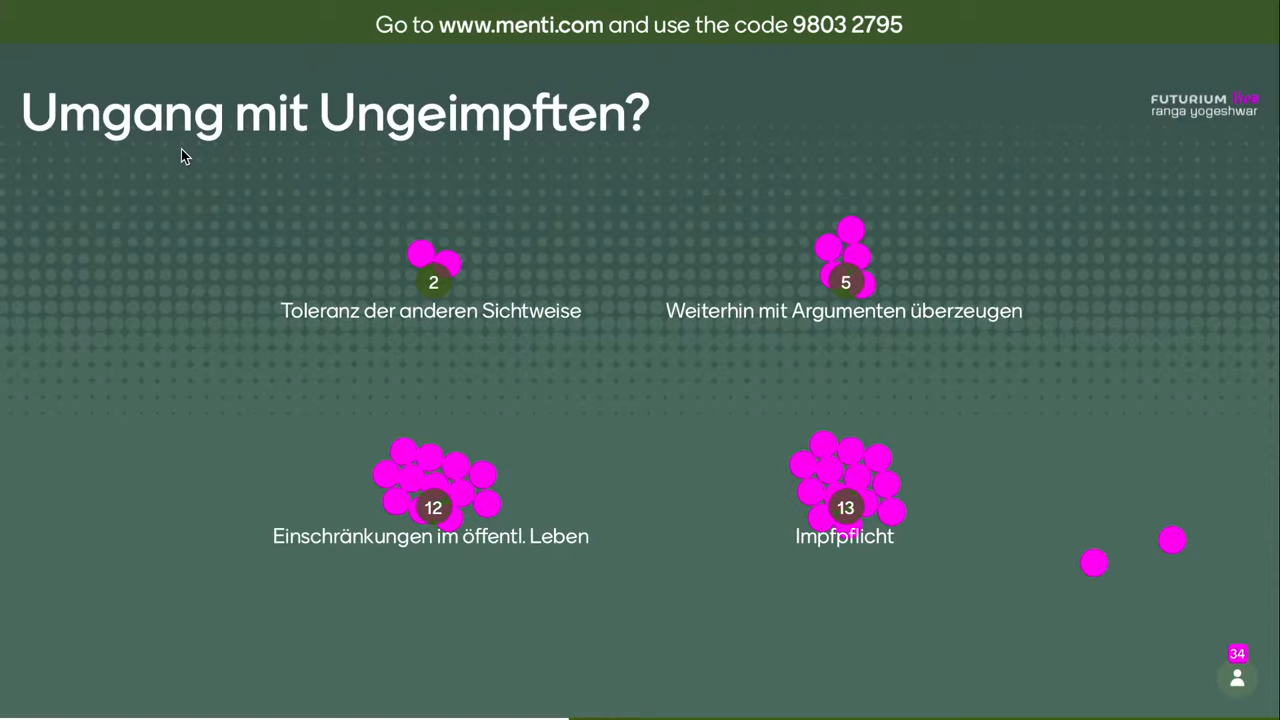 Go to www.menti.com and use the code 9803 2795
Umgang mit Ungeimpften?
FUTURIUM live
ranga yogeshwar
2
Toleranz der anderen Sichtweise
5
Weiterhin mit Argumenten überzeugen
12
Einschränkungen im öffentl. Leben
13
Impfpflicht
34